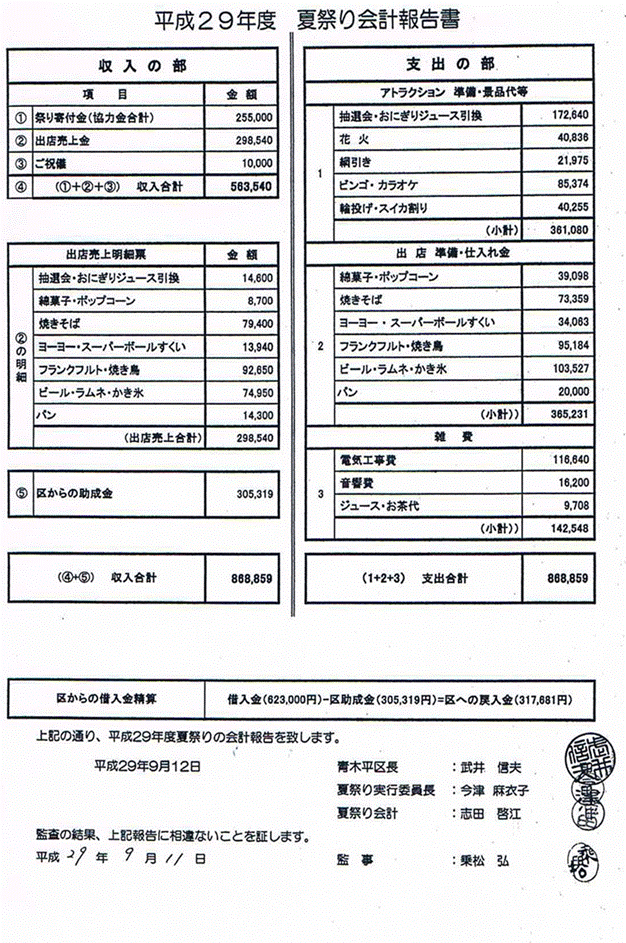 平成29年度　夏祭り会計報告書
収入の部
項　目　金額
① 祭り寄付金(協力金合計) 255,000
② 出店売上金 298,540
③ ご祝儀 10,000
④ (①+②+③)　収入合計 563,540
出店売上明細票　金額
②の明細
抽選会・おにぎりジュース引換 14,600
綿菓子・ポップコーン 8,700
焼きそば 79,400
ヨーヨー・スーパーボールすくい 13,940
フランクフルト・焼き鳥 92,650
ビール・ラムネ・かき氷 74,950
パン 14,300
(出店売上合計) 298,540
⑤ 区からの助成金 305,319
(④+⑤)　収入合計 868,859
支出の部
アトラクション 準備・景品代等
1
抽選会・おにぎりジュース引換 172,640
花火 40,836
綱引き 21,975
ビンゴ・カラオケ 85,374
輪投げ・スイカ割り 40,255
(小計) 361,080
出店 準備・仕入れ金
2
綿菓子・ポップコーン 39,098
焼きそば 73,359
ヨーヨー・スーパーボールすくい 34,063
フランクフルト・焼き鳥 95,184
ビール・ラムネ・かき氷 103,527
パン 20,000
(小計)) 365,231
雑費
3
電気工事費 116,640
音響費 16,200
ジュース・お茶代 9,708
(小計)) 142,548
(1+2+3)　支出合計 868,859
区からの借入金精算　借入金(623,000円)-区助成金(305,319円)=区への戻入金(317,681円)
上記の通り、平成29年度夏祭りの会計報告を致します。
平成29年9月12日
青木平区長　：武井　信夫
夏祭り実行委員長　：今津　麻衣子
夏祭り会計　：志田　啓江
監査の結果、上記報告に相違ないことを証します。
平成 29 年 9 月 11 日
監事　：乗松　弘